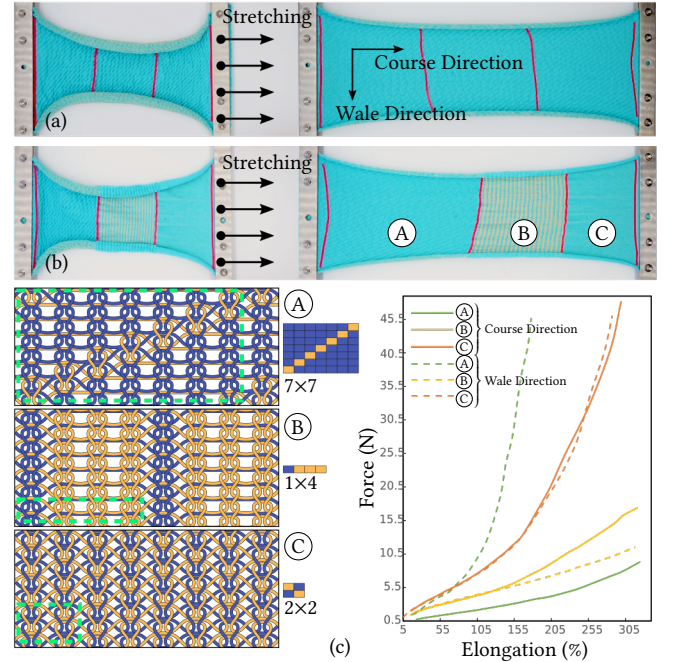 Stretching
Course Direction
Wale Direction
(a)
Stretching
(b)
A
B
C
A
7×7
B
1×4
C
2×2
(c)
Force (N)
45.5
40.5
35.5
30.5
25.5
20.5
15.5
10.5
5.5
0.5
5
55
105
155
205
255
305
Elongation (%)
A
B
Course Direction
C
A
B
Wale Direction
C